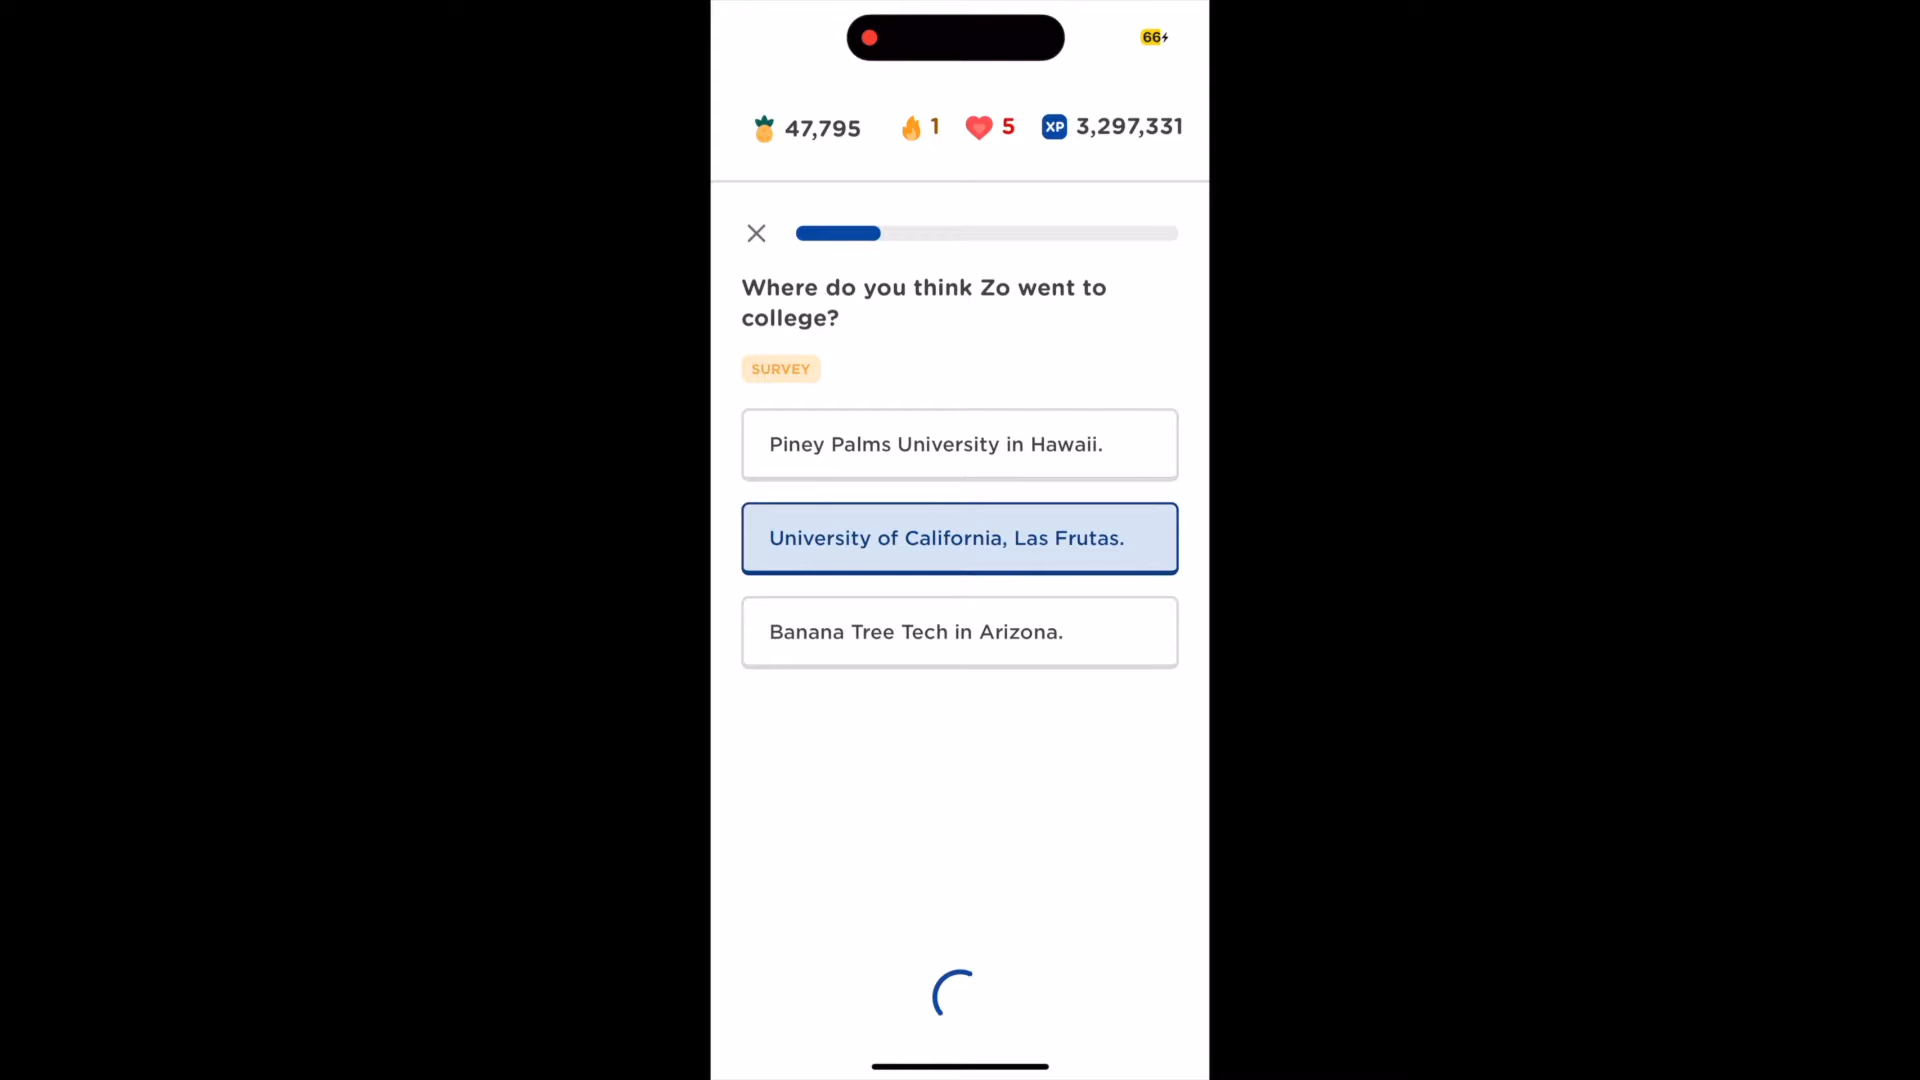 66
47,795 1 5 XP 3,297,331
Where do you think Zo went to
college?
SURVEY
Piney Palms University in Hawaii.
University of California, Las Frutas.
Banana Tree Tech in Arizona.